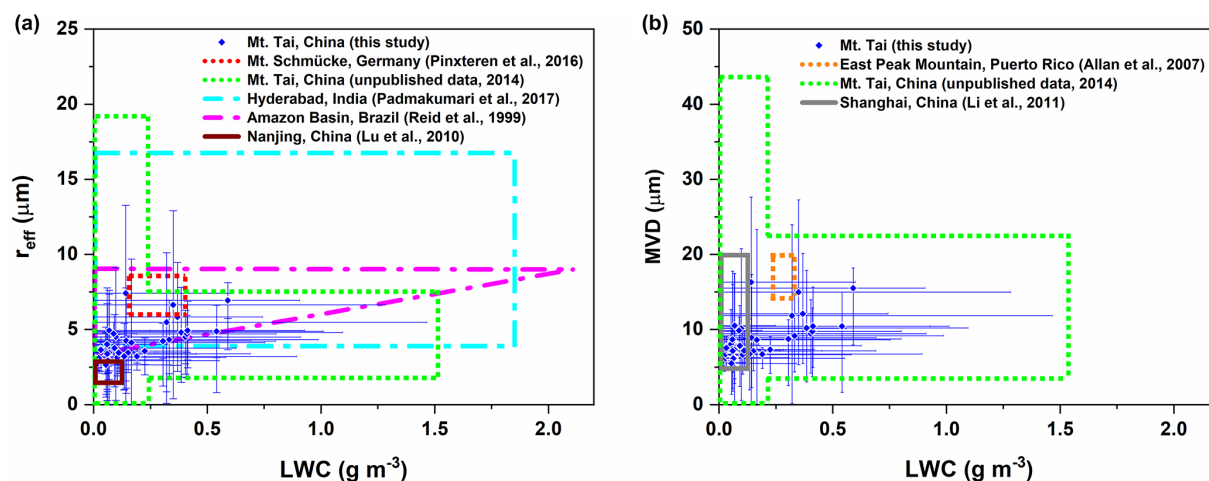 (a)
25
20
15
10
5
0
r_eff (μm)
Mt. Tai, China (this study)
Mt. Schmücke, Germany (Pinxteren et al., 2016)
Mt. Tai, China (unpublished data, 2014)
Hyderabad, India (Padmakumari et al., 2017)
Amazon Basin, Brazil (Reid et al., 1999)
Nanjing, China (Lu et al., 2010)
0.0 0.5 1.0 1.5 2.0
LWC (g m⁻³)
(b)
50
40
30
20
10
0
MVD (μm)
Mt. Tai (this study)
East Peak Mountain, Puerto Rico (Allan et al., 2007)
Mt. Tai, China (unpublished data, 2014)
Shanghai, China (Li et al., 2011)
0.0 0.5 1.0 1.5 2.0
LWC (g m⁻³)